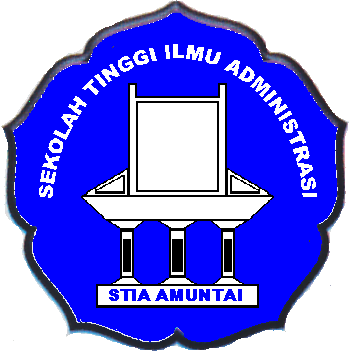 SEKOLAH TINGGI ILMU ADMINISTRASI
STIA AMUNTAI